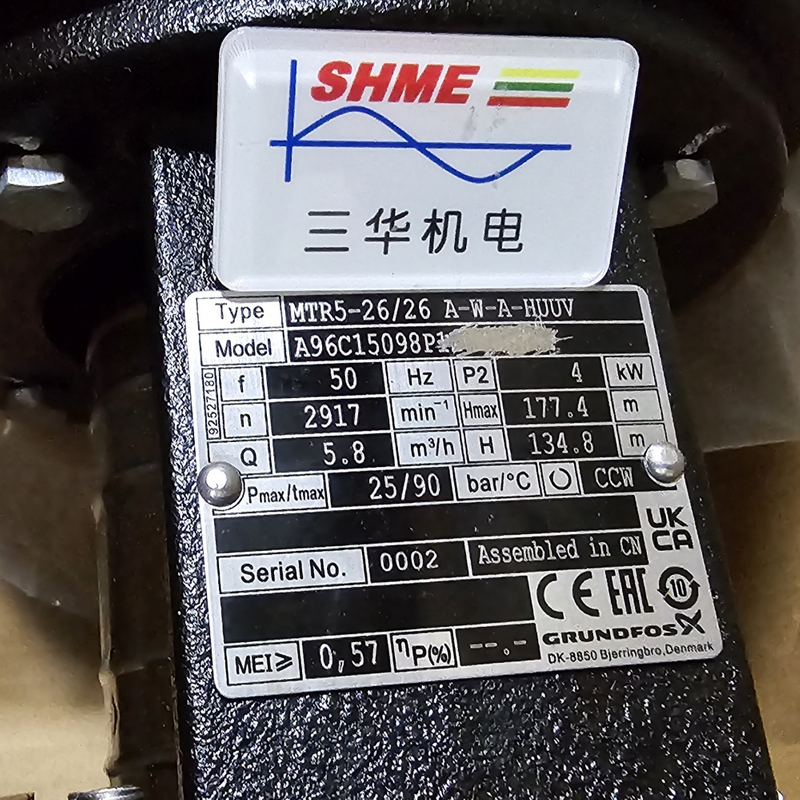 SHME
三华机电
Type MTR5-26/26 A-W-A-HUUV
Model A96C15098P1
92527180
f 50 Hz P2 4 kW
n 2917 min⁻¹ Hmax 177.4 m
Q 5.8 m³/h H 134.8 m
Pmax/tmax 25/90 bar/°C CCW
UK
CA
Serial No. 0002 Assembled in CN
CE EAC 10
GRUNDFOS X
MEI≥ 0,57 ηP(%) --.-
DK-8850 Bjerringbro,Denmark